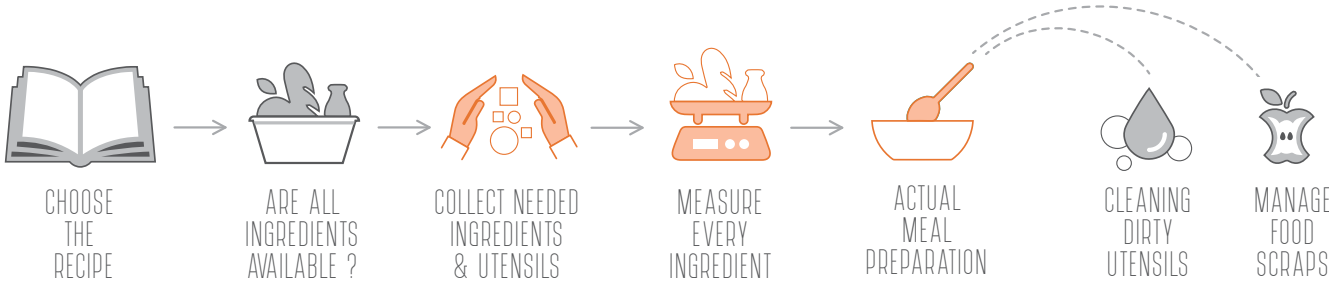 CHOOSE
THE
RECIPE
ARE ALL
INGREDIENTS
AVAILABLE ?
COLLECT NEEDED
INGREDIENTS
& UTENSILS
MEASURE
EVERY
INGREDIENT
ACTUAL
MEAL
PREPARATION
CLEANING
DIRTY
UTENSILS
MANAGE
FOOD
SCRAPS